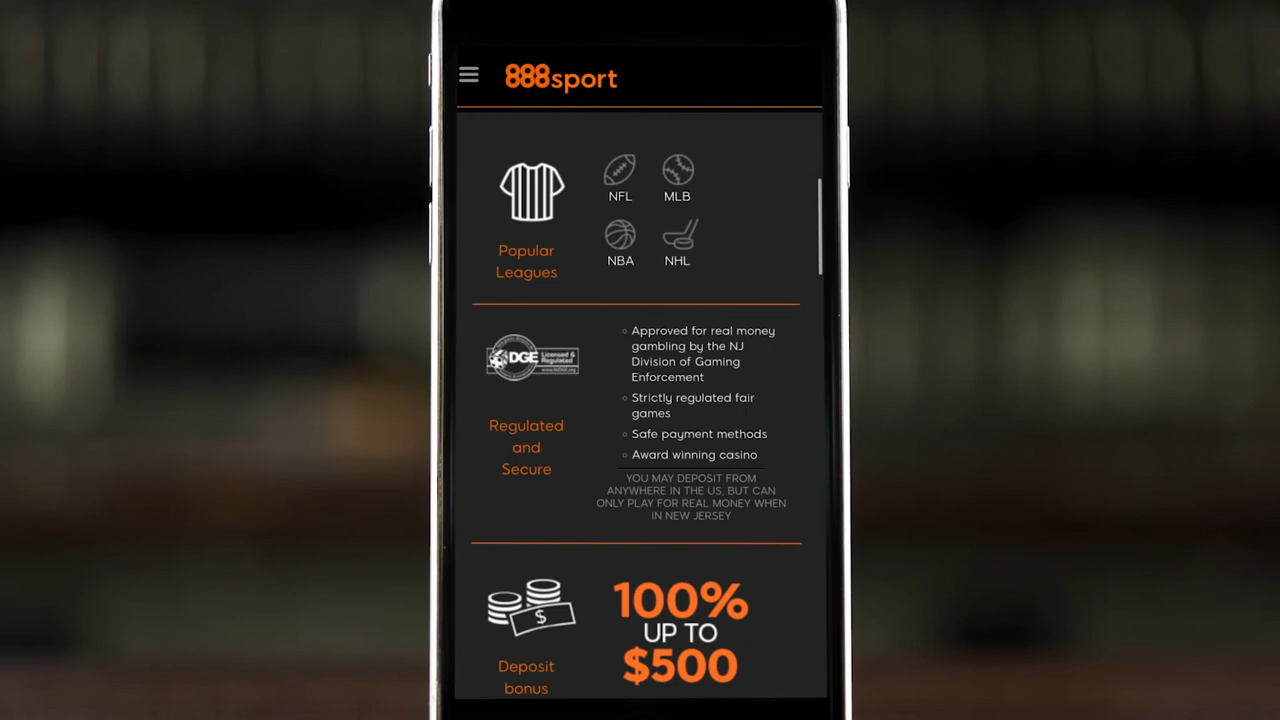 888sport
NFL
MLB
NBA
NHL
Popular
Leagues
DGE
Licensed &
Regulated
Regulated
and
Secure
Approved for real money
gambling by the NJ
Division of Gaming
Enforcement
Strictly regulated fair
games
Safe payment methods
Award winning casino
YOU MAY DEPOSIT FROM
ANYWHERE IN THE US, BUT CAN
ONLY PLAY FOR REAL MONEY WHEN
IN NEW JERSEY
$
Deposit
bonus
100%
UP TO
$500